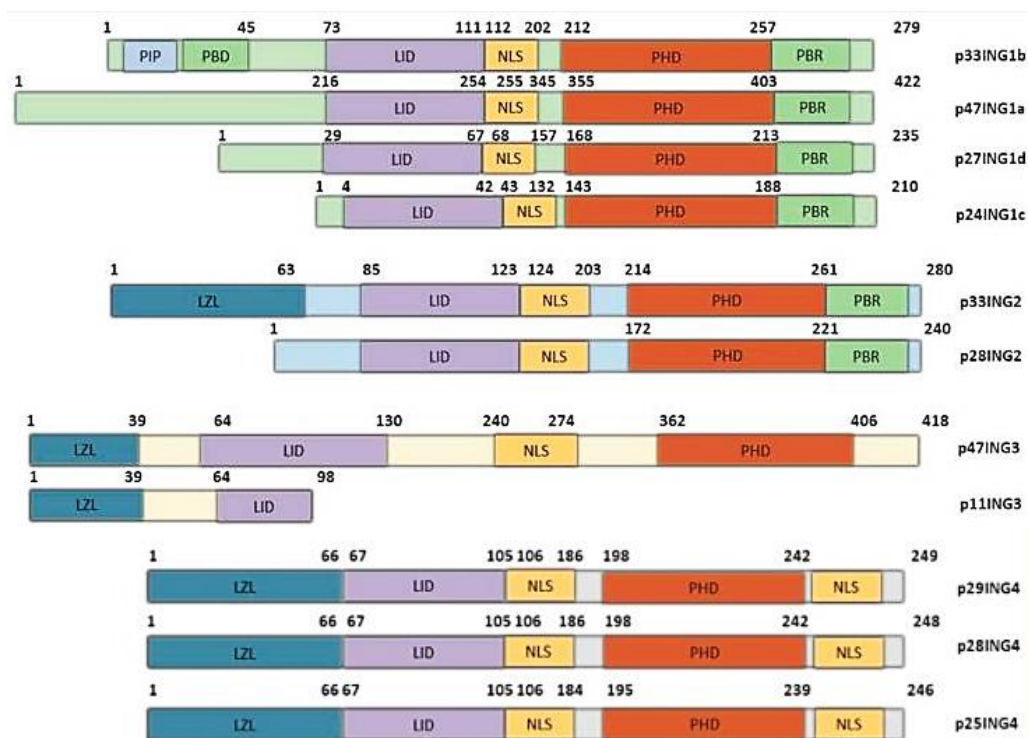 1 45 73 111 112 202 212 257 279
PIP PBD LID NLS PHD PBR p33ING1b
1 216 254 255 345 355 403 422
LID NLS PHD PBR p47ING1a
1 29 67 68 157 168 213 235
LID NLS PHD PBR p27ING1d
1 4 42 43 132 143 188 210
LID NLS PHD PBR p24ING1c
1 63 85 123 124 203 214 261 280
LZL LID NLS PHD PBR p33ING2
1 172 221 240
LID NLS PHD PBR p28ING2
1 39 64 130 240 274 362 406 418
LZL LID NLS PHD p47ING3
1 39 64 98
LZL LID p11ING3
1 66 67 105 106 186 198 242 249
LZL LID NLS PHD NLS p29ING4
1 66 67 105 106 186 198 242 248
LZL LID NLS PHD NLS p28ING4
1 66 67 105 106 184 195 239 246
LZL LID NLS PHD NLS p25ING4